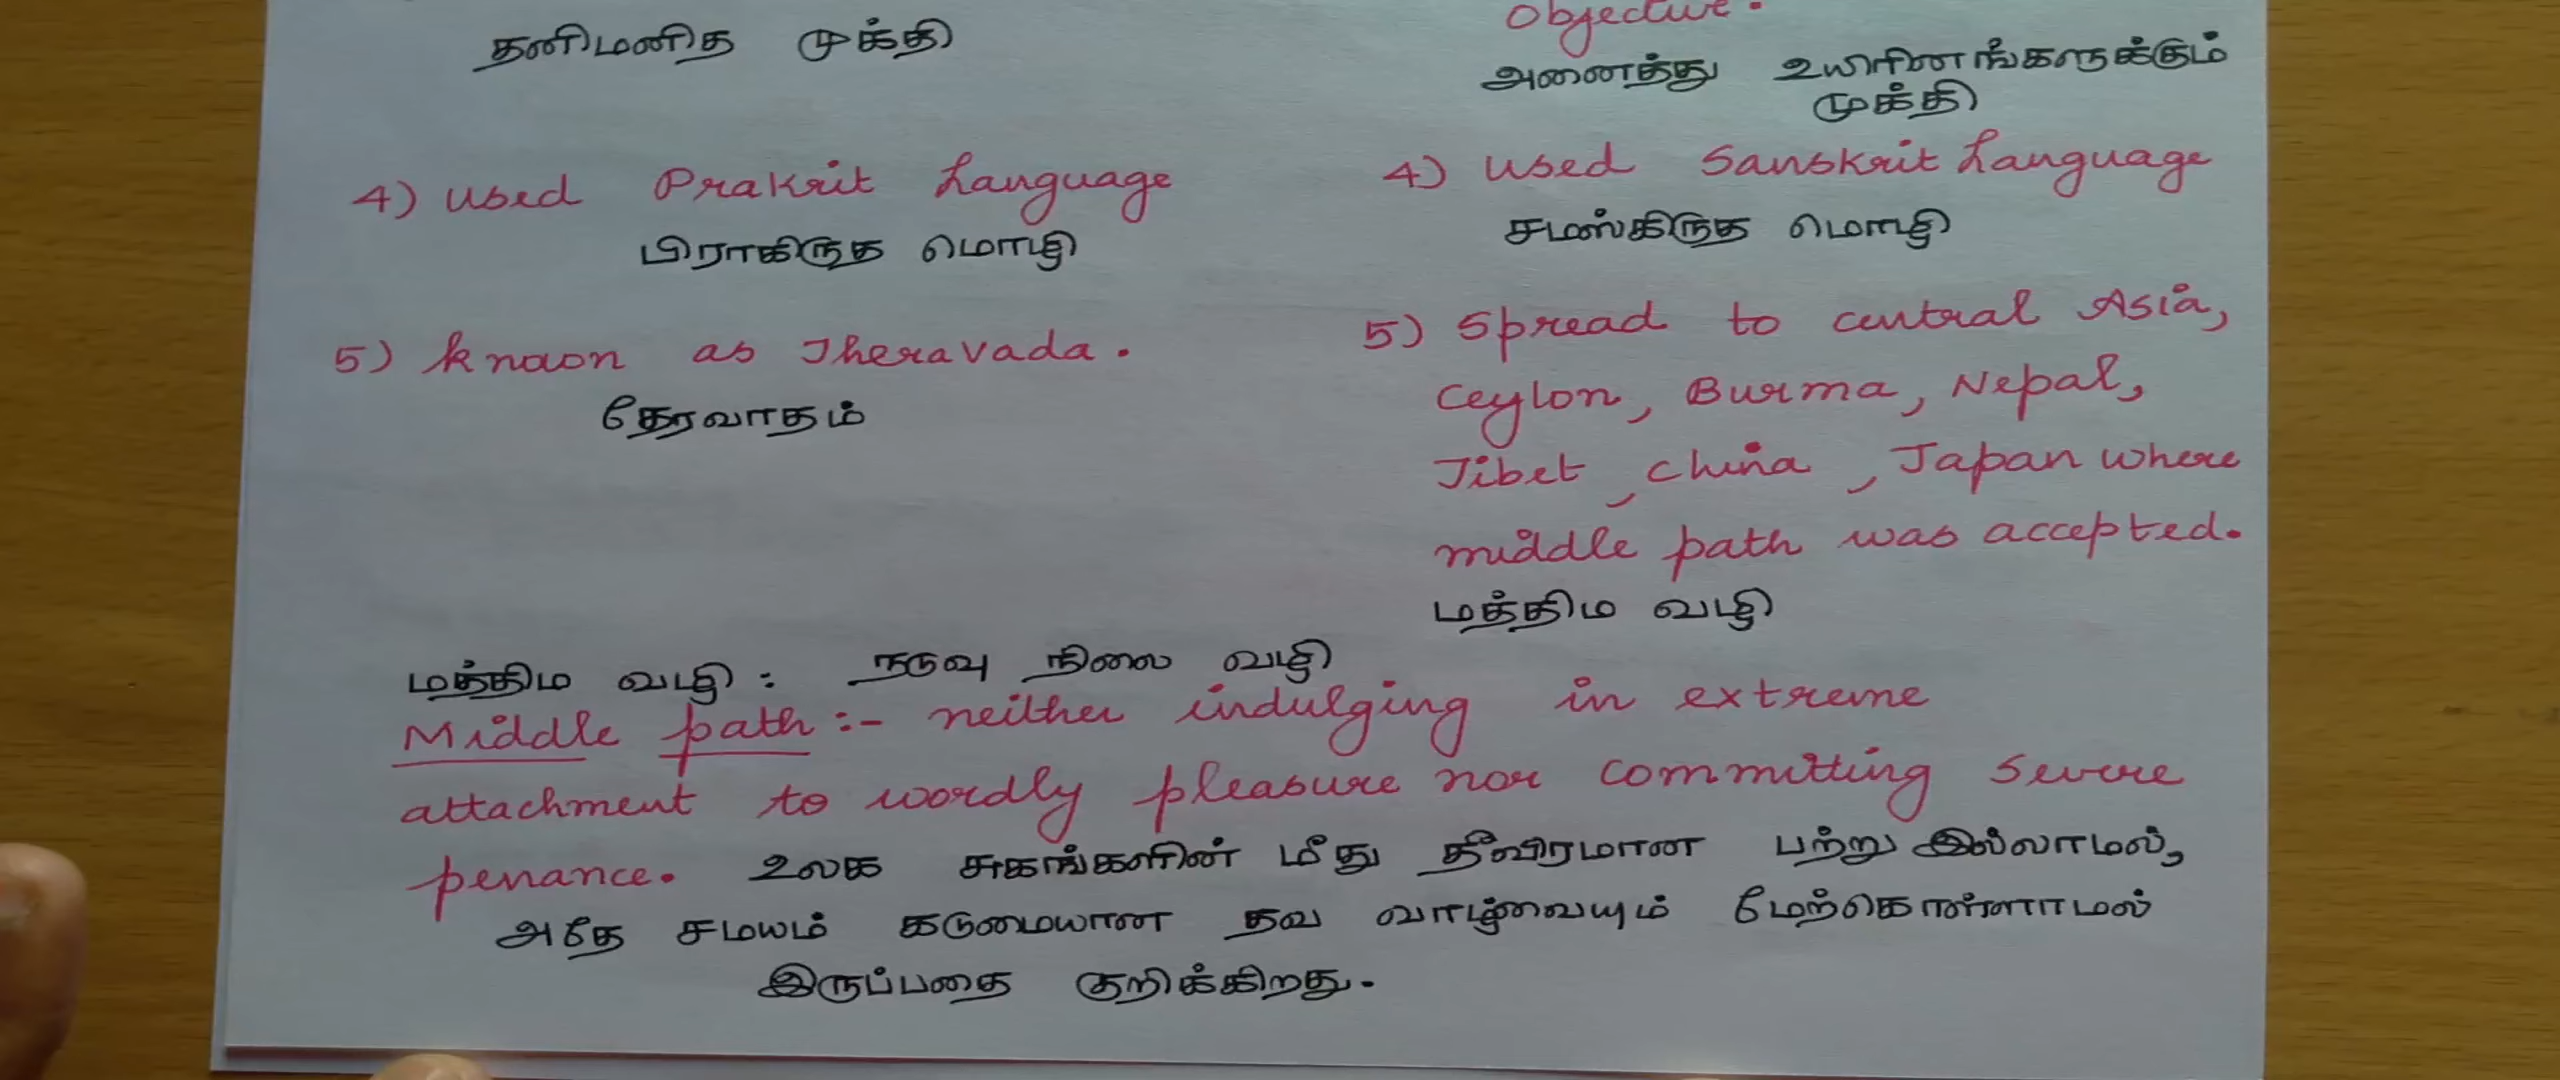 தனிமனித முக்தி
4) Used Prakrit Language
பிராகிருத மொழி
5) Known as Theravada.
தேரவாதம்
Objective.
அனைத்து உயிரினங்களுக்கும்
முக்தி
4) Used Sanskrit Language
சமஸ்கிருத மொழி
5) Spread to central Asia,
Ceylon, Burma, Nepal,
Tibet, China, Japan where
middle path was accepted.
மத்திம வழி
மத்திம வழி : நடுவு நிலை வழி
Middle path :- neither indulging in extreme
attachment to wordly pleasure nor committing severe
penance. உலக சுகங்களின் மீது தீவிரமான பற்று இல்லாமல்,
அதே சமயம் கடுமையான தவ வாழ்வையும் மேற்கொள்ளாமல்
இருப்பதை குறிக்கிறது.